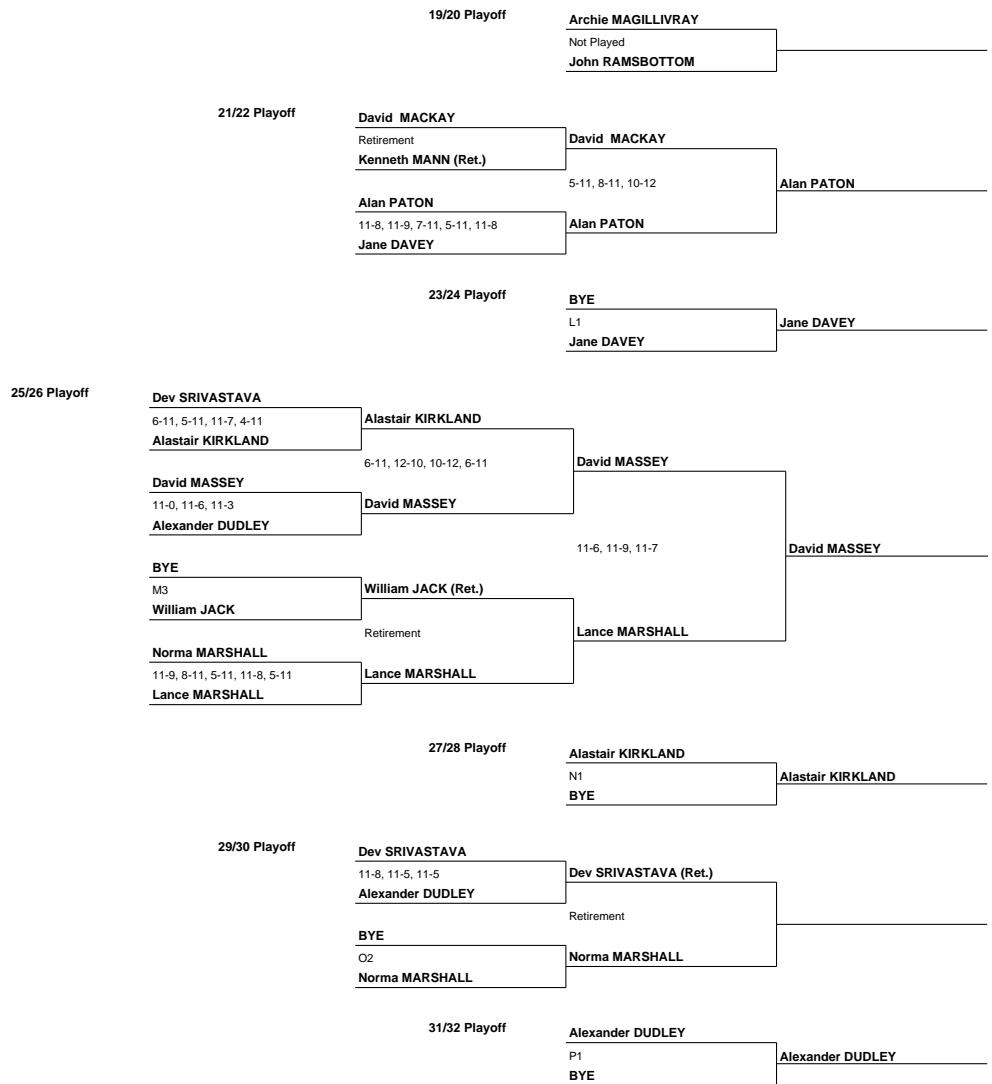 19/20 Playoff
Archie MAGILLIVRAY
Not Played
John RAMSBOTTOM
21/22 Playoff
David MACKAY
Retirement
Kenneth MANN (Ret.)
David MACKAY
5-11, 8-11, 10-12
Alan PATON
Alan PATON
11-8, 11-9, 7-11, 5-11, 11-8
Jane DAVEY
Alan PATON
23/24 Playoff
BYE
L1
Jane DAVEY
Jane DAVEY
25/26 Playoff
Dev SRIVASTAVA
6-11, 5-11, 11-7, 4-11
Alastair KIRKLAND
Alastair KIRKLAND
6-11, 12-10, 10-12, 6-11
David MASSEY
David MASSEY
11-0, 11-6, 11-3
Alexander DUDLEY
David MASSEY
11-6, 11-9, 11-7
David MASSEY
BYE
M3
William JACK
William JACK (Ret.)
Retirement
Lance MARSHALL
Norma MARSHALL
11-9, 8-11, 5-11, 11-8, 5-11
Lance MARSHALL
Lance MARSHALL
27/28 Playoff
Alastair KIRKLAND
N1
BYE
Alastair KIRKLAND
29/30 Playoff
Dev SRIVASTAVA
11-8, 11-5, 11-5
Alexander DUDLEY
Dev SRIVASTAVA (Ret.)
Retirement
BYE
O2
Norma MARSHALL
Norma MARSHALL
31/32 Playoff
Alexander DUDLEY
P1
BYE
Alexander DUDLEY